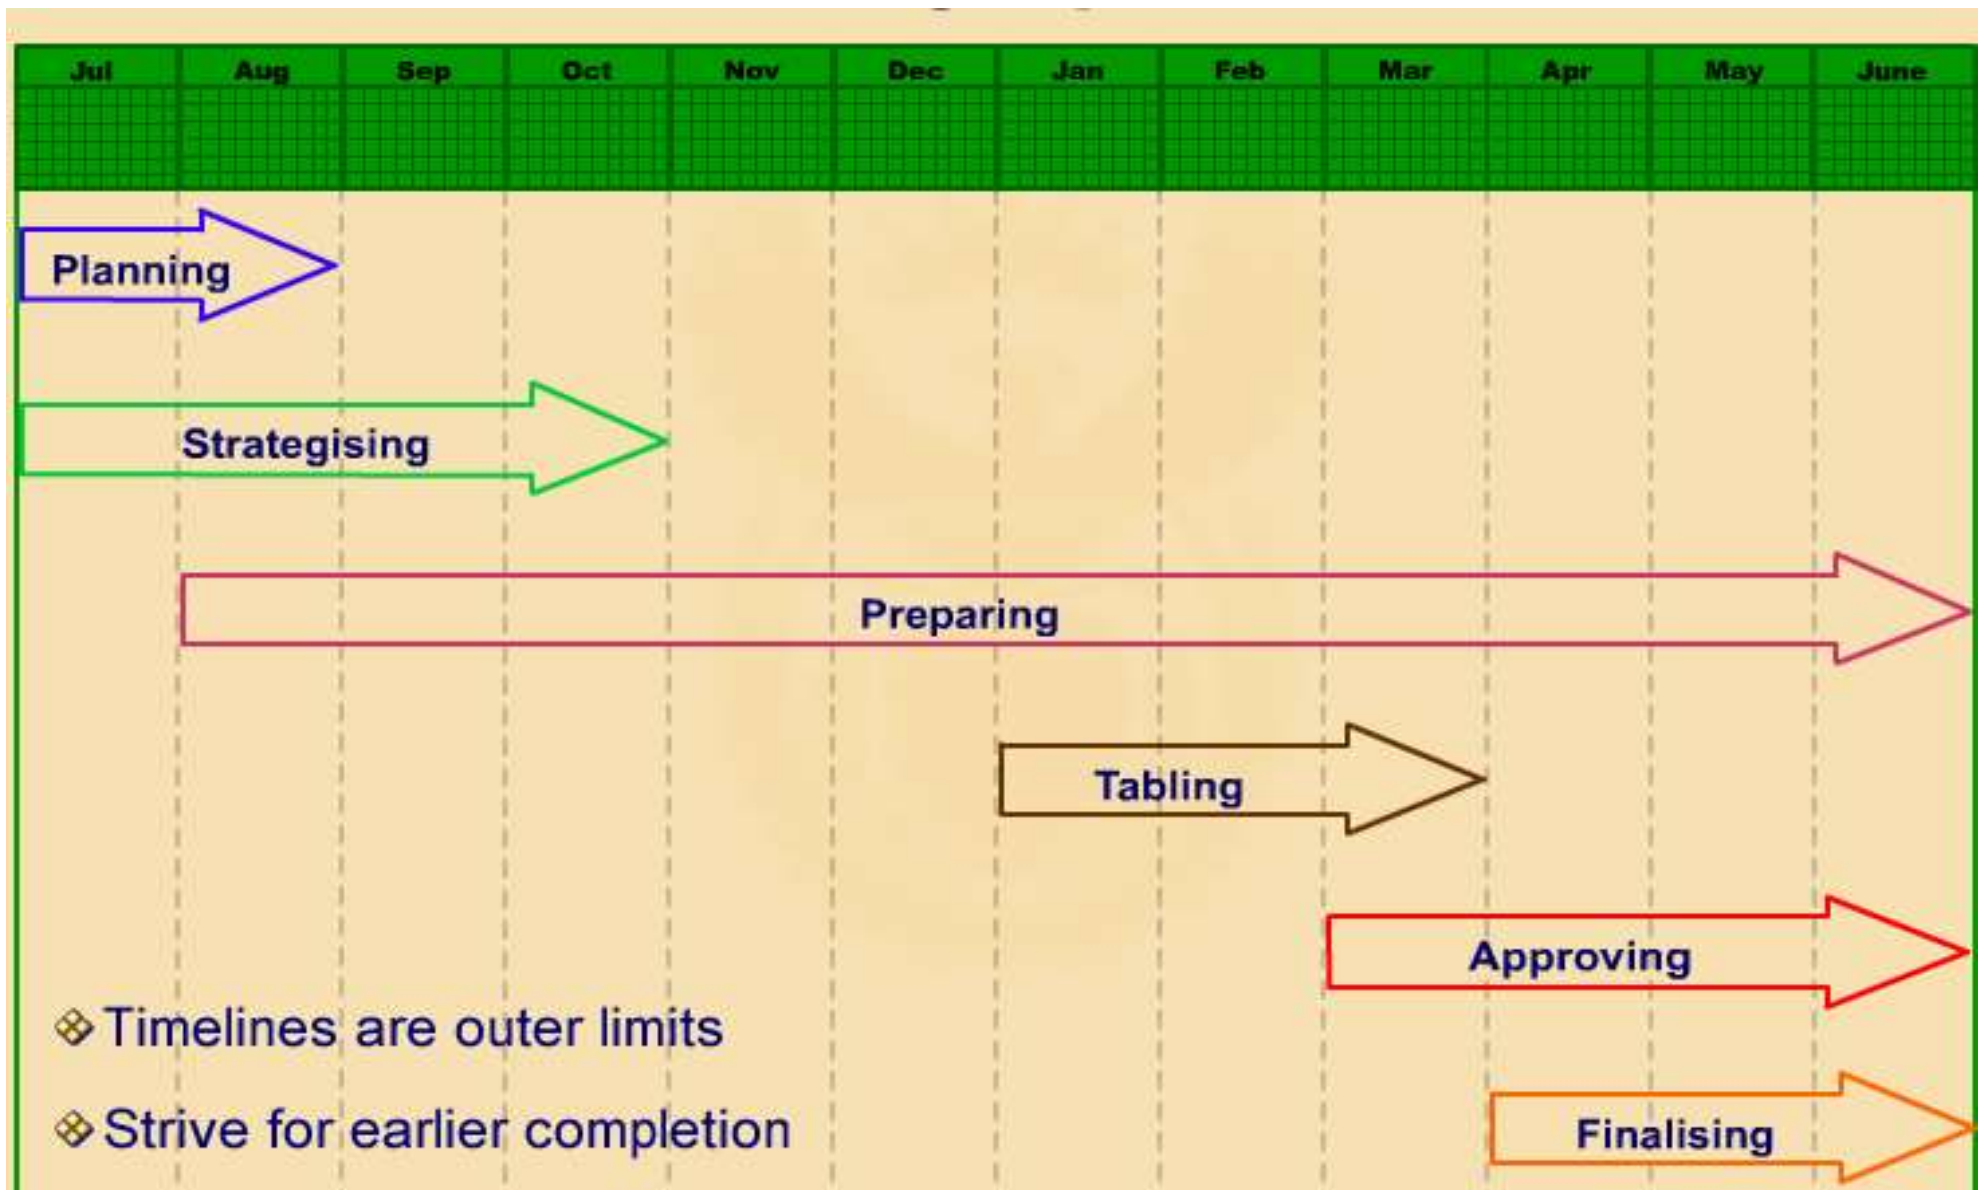 Jul Aug Sep Oct Nov Dec Jan Feb Mar Apr May June
Planning
Strategising
Preparing
Tabling
Approving
Timelines are outer limits
Strive for earlier completion
Finalising